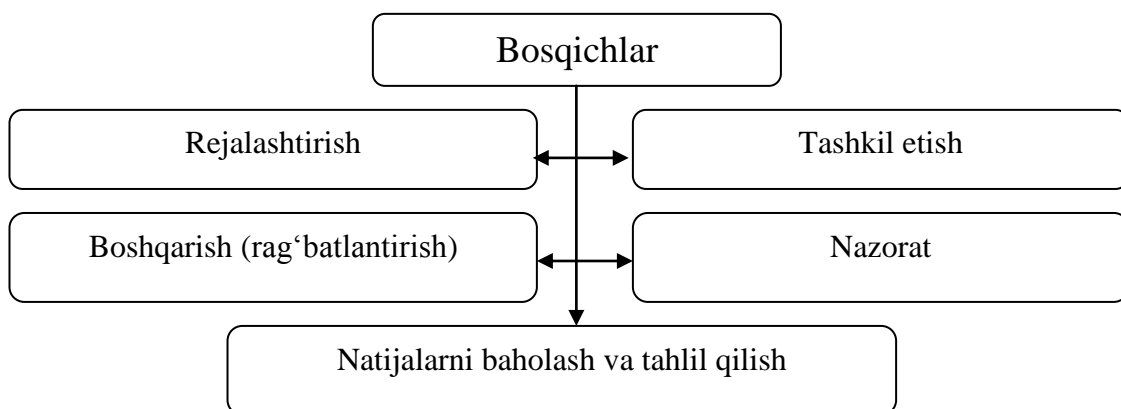 Bosqichlar
Rejalashtirish
Tashkil etish
Boshqarish (rag‘batlantirish)
Nazorat
Natijalarni baholash va tahlil qilish